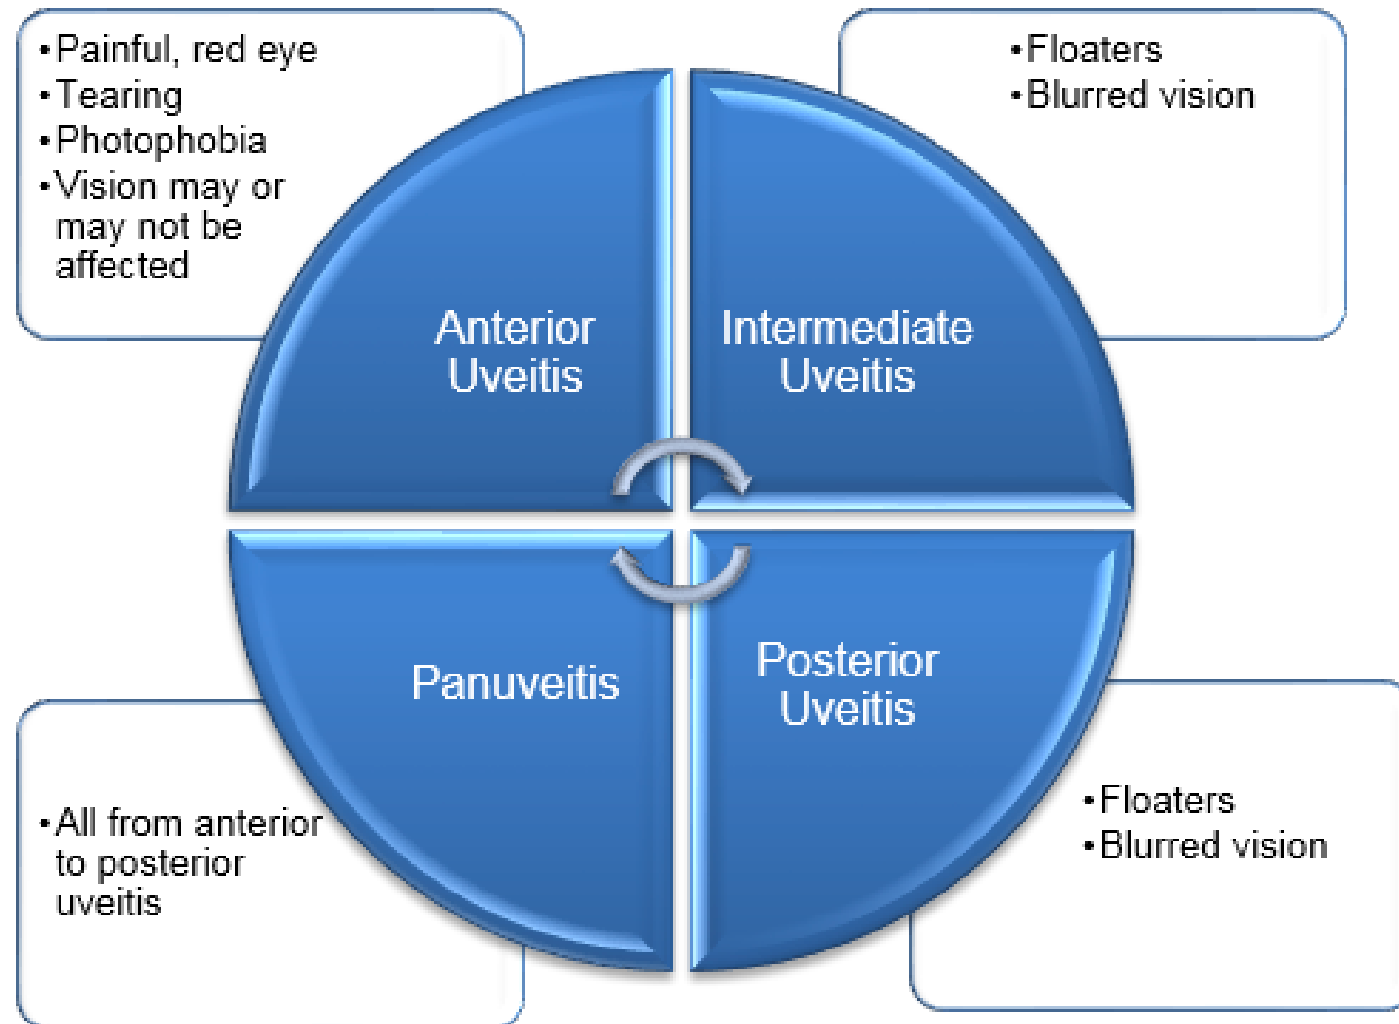 •Painful, red eye
•Tearing
•Photophobia
•Vision may or
may not be
affected
•Floaters
•Blurred vision
Anterior
Uveitis
Intermediate
Uveitis
Panuveitis
Posterior
Uveitis
•All from anterior
to posterior
uveitis
•Floaters
•Blurred vision